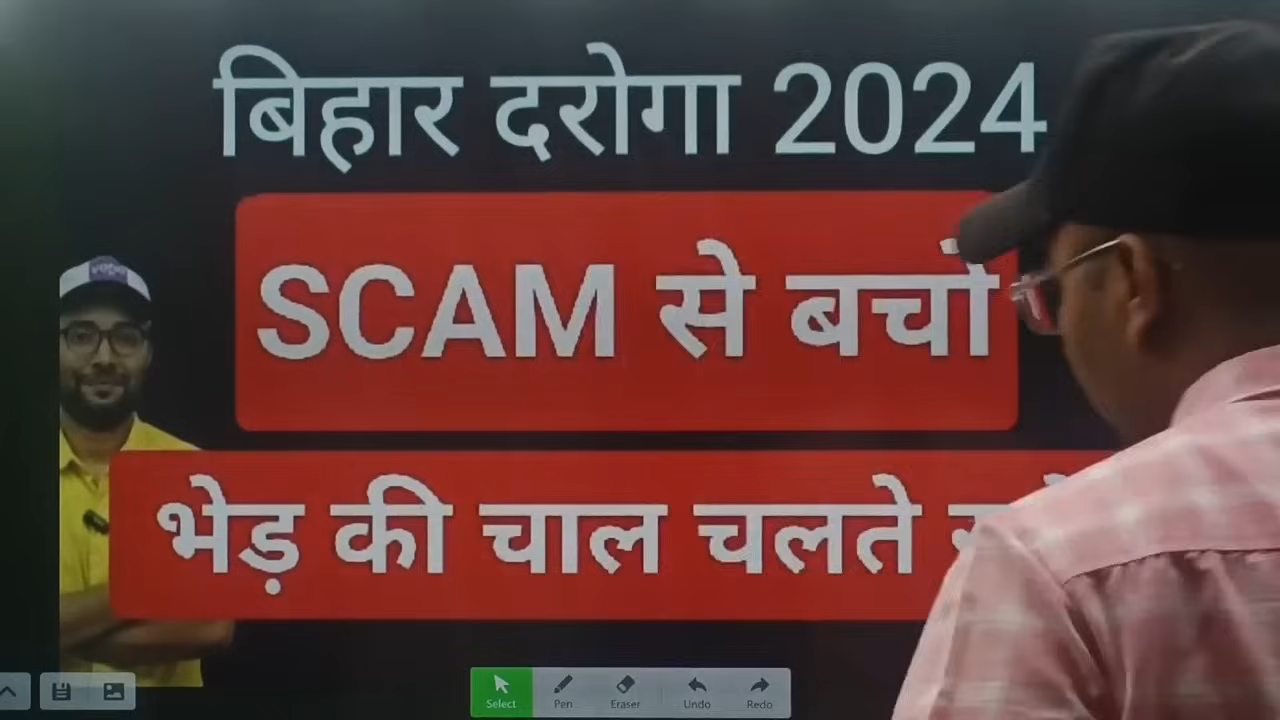 बिहार दरोगा 2024
SCAM से बचों
भेड़ की चाल चलते
Select
Pen
Eraser
Undo
Redo